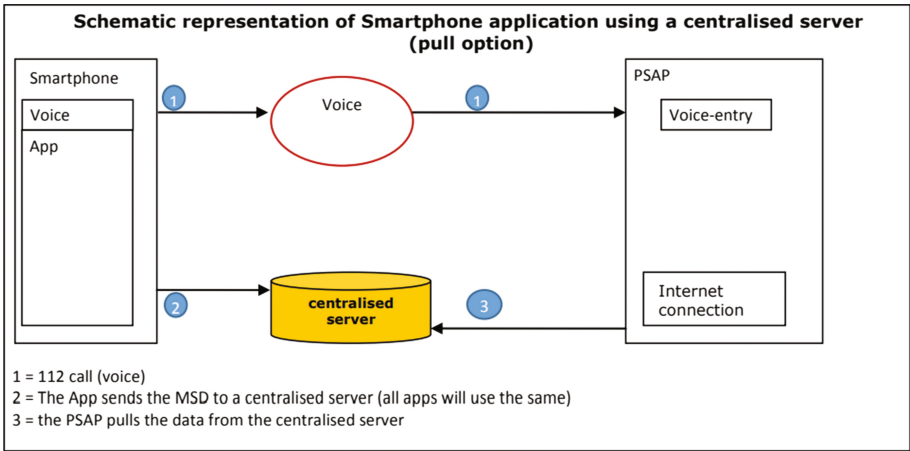 Schematic representation of Smartphone application using a centralised server
(pull option)
Smartphone
Voice
App
1
Voice
1
PSAP
Voice-entry
2
centralised
server
3
Internet
connection
1 = 112 call (voice)
2 = The App sends the MSD to a centralised server (all apps will use the same)
3 = the PSAP pulls the data from the centralised server